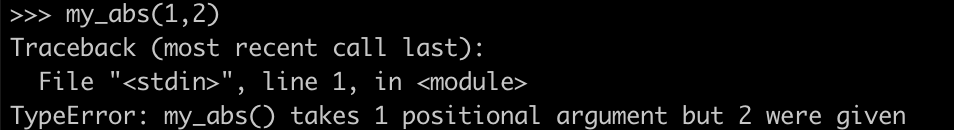 >>> my_abs(1,2)
Traceback (most recent call last):
  File "<stdin>", line 1, in <module>
TypeError: my_abs() takes 1 positional argument but 2 were given